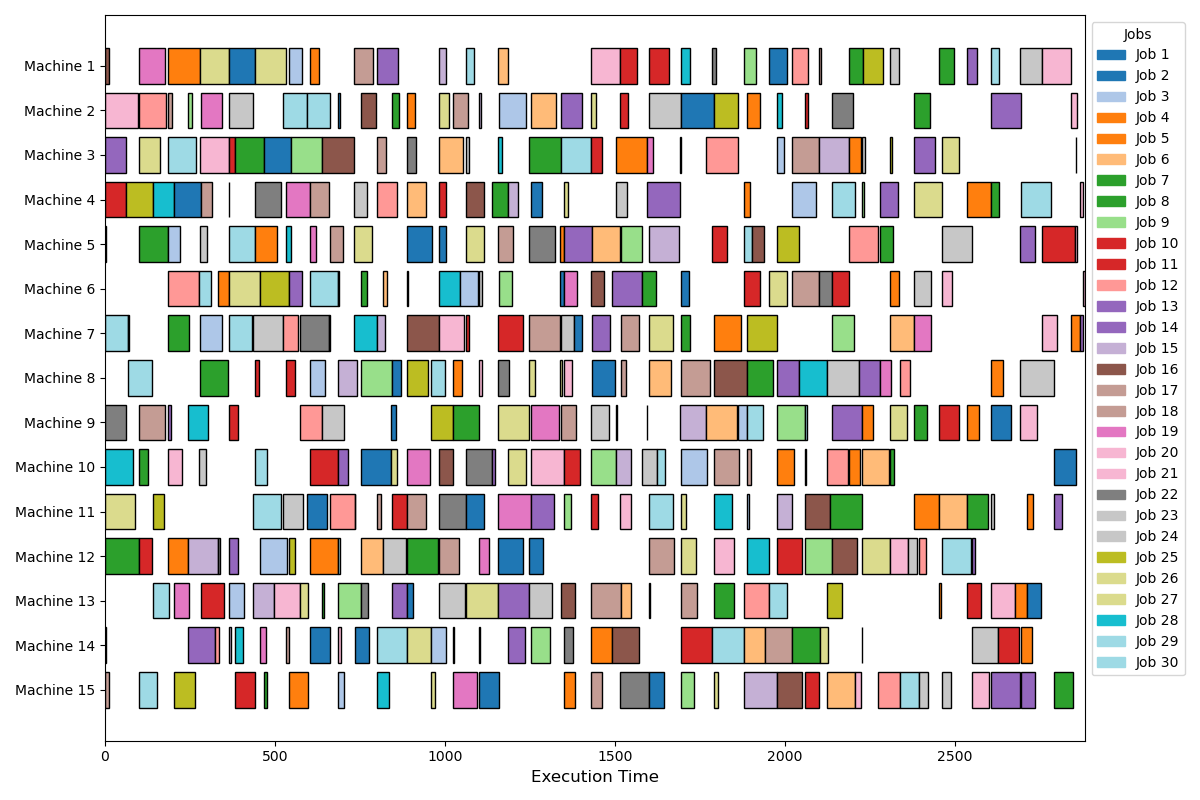 Machine 1
Machine 2
Machine 3
Machine 4
Machine 5
Machine 6
Machine 7
Machine 8
Machine 9
Machine 10
Machine 11
Machine 12
Machine 13
Machine 14
Machine 15
0 500 1000 1500 2000 2500
Execution Time
Jobs
Job 1
Job 2
Job 3
Job 4
Job 5
Job 6
Job 7
Job 8
Job 9
Job 10
Job 11
Job 12
Job 13
Job 14
Job 15
Job 16
Job 17
Job 18
Job 19
Job 20
Job 21
Job 22
Job 23
Job 24
Job 25
Job 26
Job 27
Job 28
Job 29
Job 30